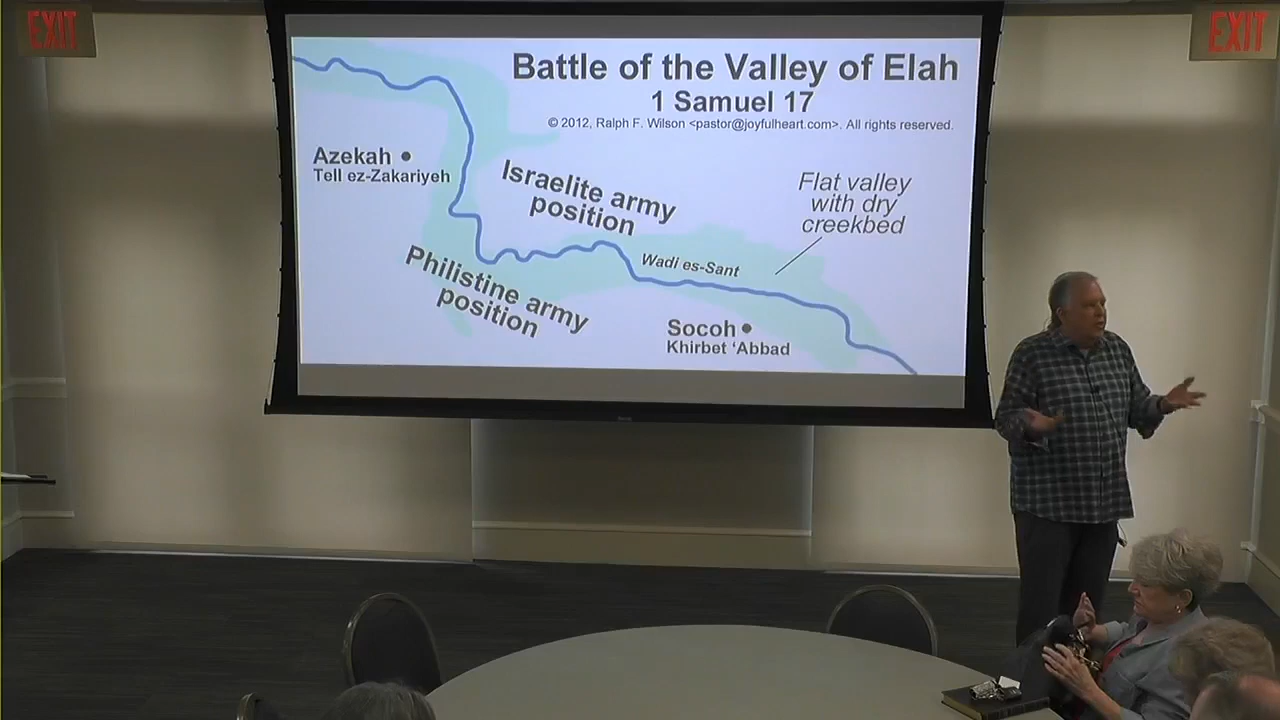 EXIT
EXIT
Battle of the Valley of Elah
1 Samuel 17
© 2012, Ralph F. Wilson <pastor@joyfulheart.com>. All rights reserved.
Azekah
Tell ez-Zakariyeh
Israelite army
position
Flat valley
with dry
creekbed
Wadi es-Sant
Philistine army
position
Socoh
Khirbet ‘Abbad